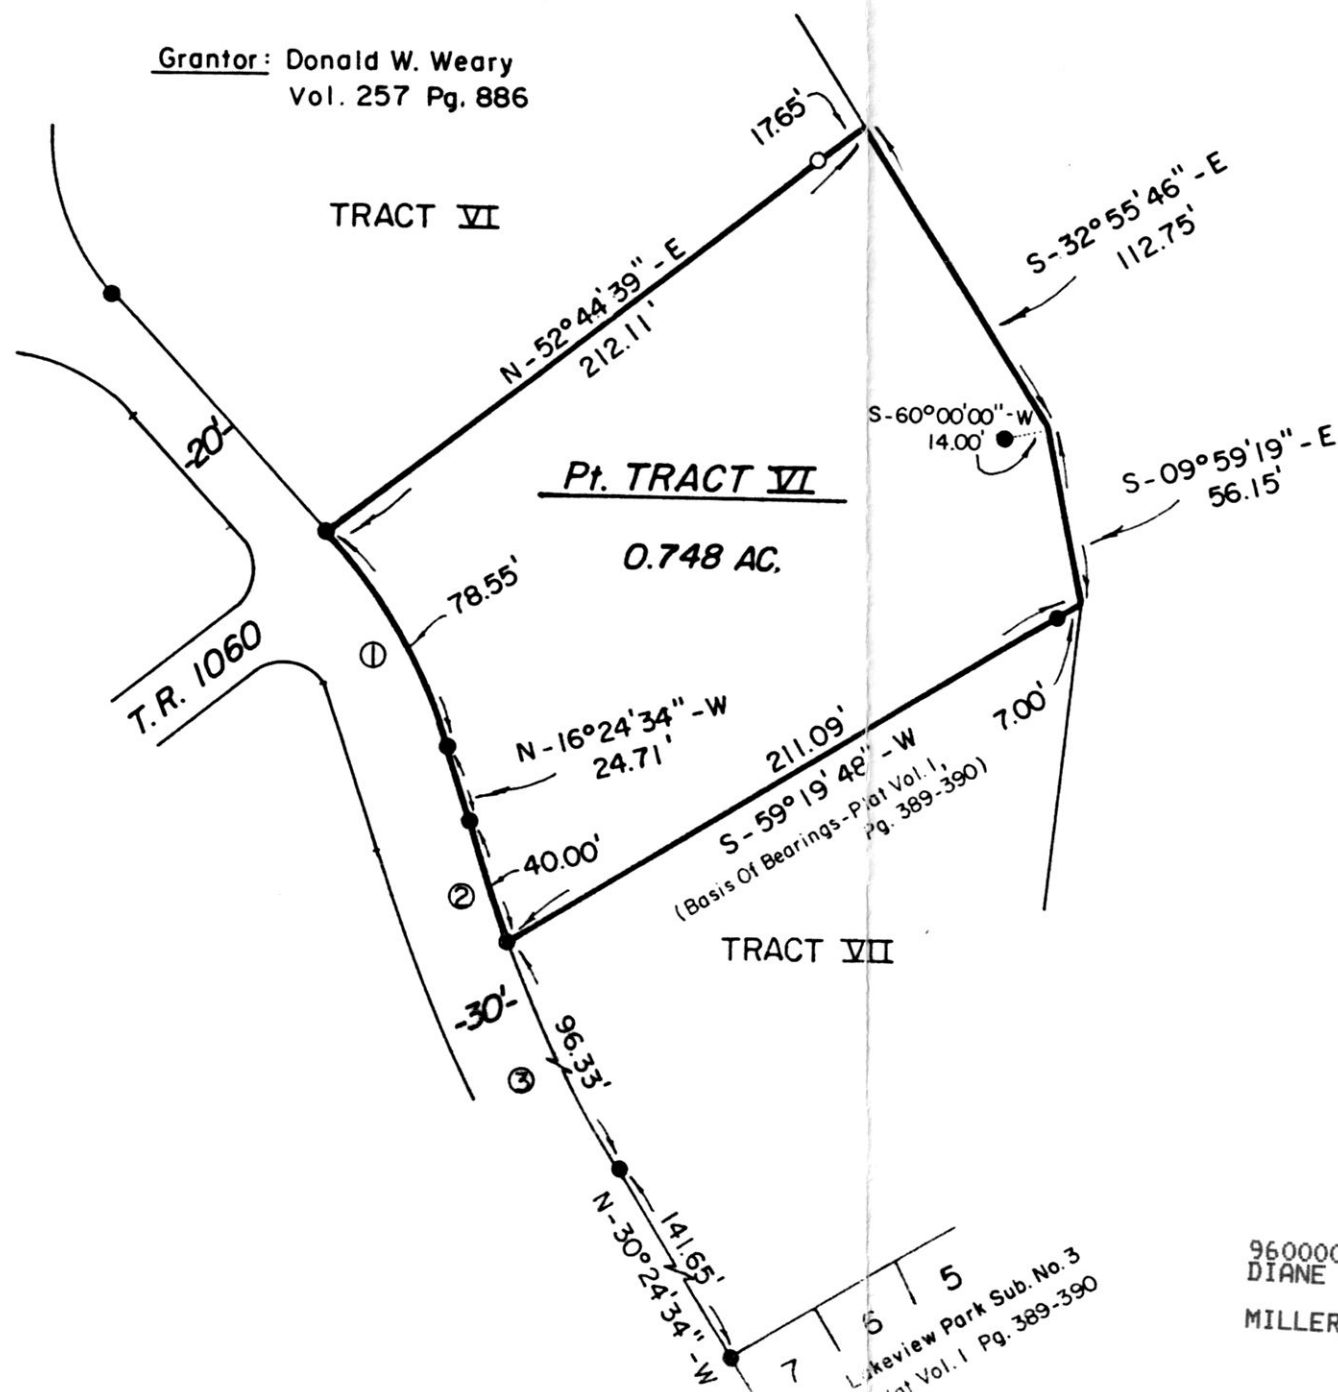 Grantor: Donald W. Weary
Vol. 257 Pg. 886
TRACT VI
17.65'
S-32°55'46"-E
112.75'
N-52°44'39"-E
212.11'
-20'-
S-60°00'00"-W
14.00'
S-09°59'19"-E
56.15'
Pt. TRACT VI
0.748 AC.
78.55'
1
T.R. 1060
N-16°24'34"-W
24.71'
211.09'
S-59°19'48"-W
(Basis Of Bearings-Plat Vol. 1,
Pg. 389-390)
7.00'
40.00'
2
TRACT VII
-30'-
96.33'
3
141.65'
N-30°24'34"-W
5
6
7
Lakeview Park Sub. No. 3
Vol. 1 Pg. 389-390
960000
DIANE
MILLER